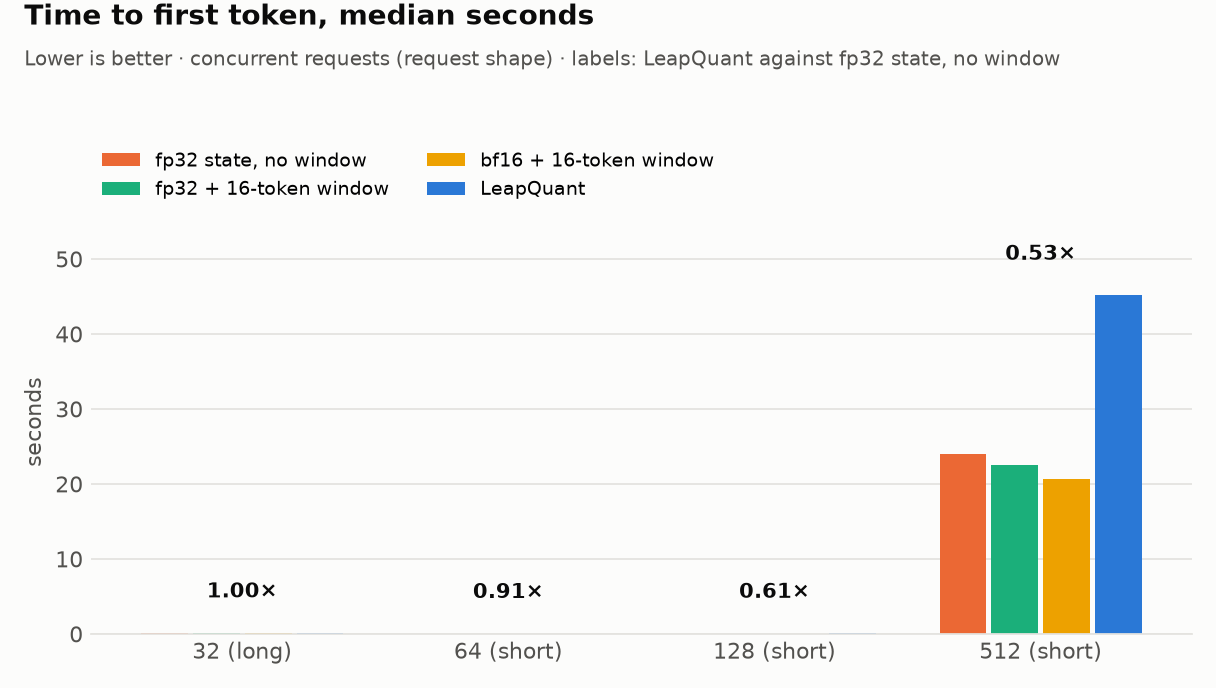 Time to first token, median seconds
Lower is better · concurrent requests (request shape) · labels: LeapQuant against fp32 state, no window
fp32 state, no window
bf16 + 16-token window
fp32 + 16-token window
LeapQuant
seconds
50
40
30
20
10
0
1.00×
0.91×
0.61×
0.53×
32 (long)
64 (short)
128 (short)
512 (short)